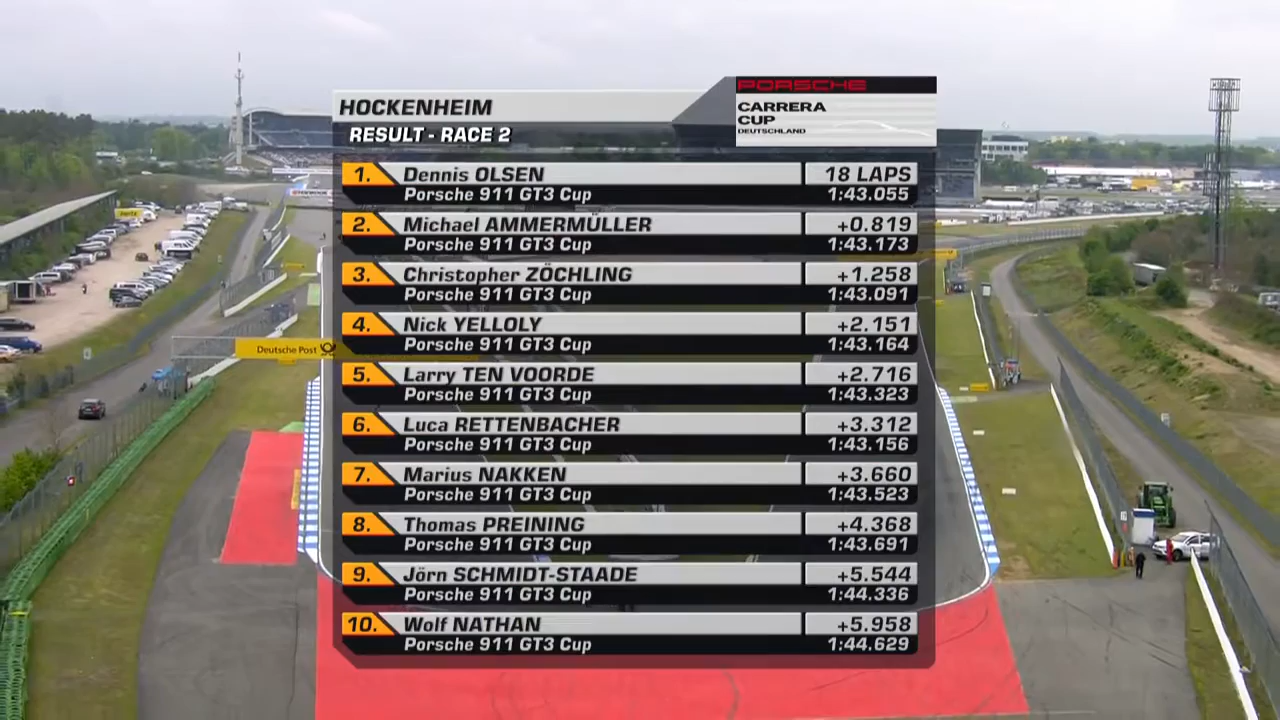 PORSCHE
HOCKENHEIM
CARRERA
CUP
DEUTSCHLAND
RESULT - RACE 2
1. Dennis OLSEN 18 LAPS
Porsche 911 GT3 Cup 1:43.055
2. Michael AMMERMÜLLER +0.819
Porsche 911 GT3 Cup 1:43.173
3. Christopher ZÖCHLING +1.258
Porsche 911 GT3 Cup 1:43.091
4. Nick YELLOLY +2.151
Porsche 911 GT3 Cup 1:43.164
5. Larry TEN VOORDE +2.716
Porsche 911 GT3 Cup 1:43.323
6. Luca RETTENBACHER +3.312
Porsche 911 GT3 Cup 1:43.156
7. Marius NAKKEN +3.660
Porsche 911 GT3 Cup 1:43.523
8. Thomas PREINING +4.368
Porsche 911 GT3 Cup 1:43.691
9. Jörn SCHMIDT-STAADE +5.544
Porsche 911 GT3 Cup 1:44.336
10. Wolf NATHAN +5.958
Porsche 911 GT3 Cup 1:44.629
Hertz
Deutsche Post